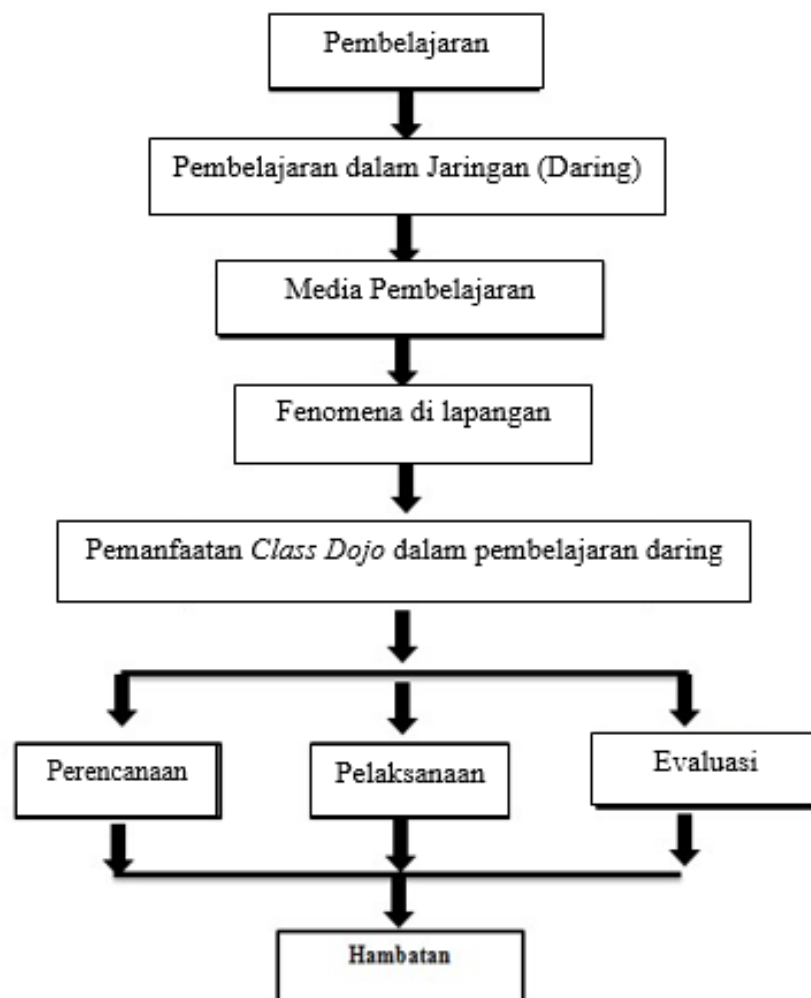 Pembelajaran
Pembelajaran dalam Jaringan (Daring)
Media Pembelajaran
Fenomena di lapangan
Pemanfaatan Class Dojo dalam pembelajaran daring
Perencanaan
Pelaksanaan
Evaluasi
Hambatan